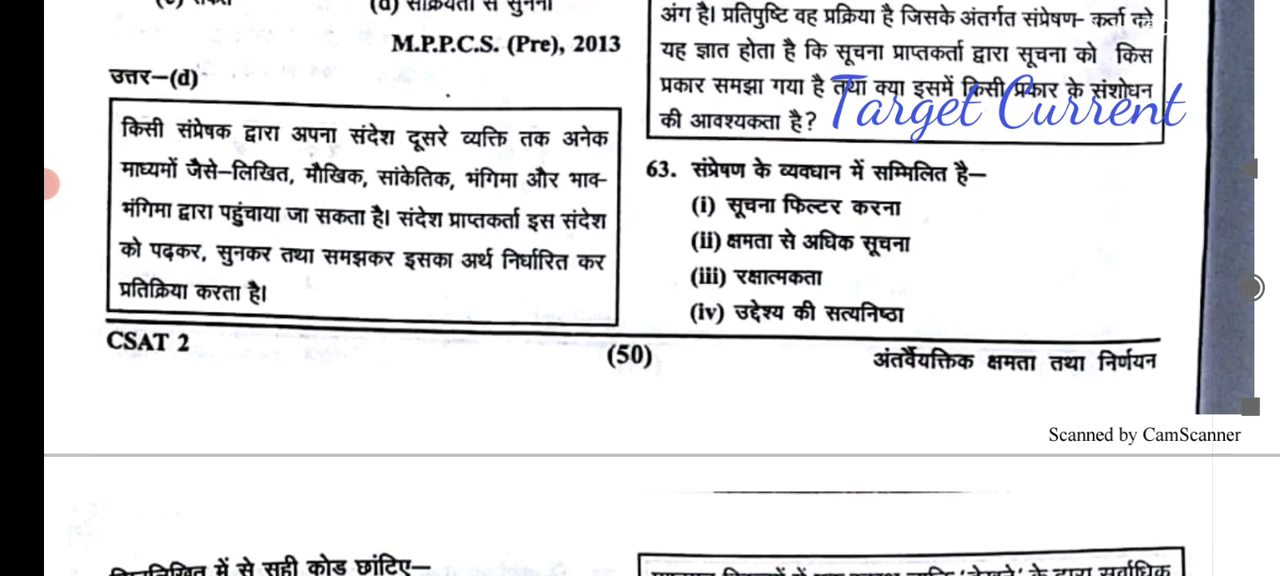 (d) सक्रियता से सुनना
M.P.P.C.S. (Pre), 2013
उत्तर–(d)
किसी संप्रेषक द्वारा अपना संदेश दूसरे व्यक्ति तक अनेक
माध्यमों जैसे–लिखित, मौखिक, सांकेतिक, भंगिमा और भाव-
भंगिमा द्वारा पहुंचाया जा सकता है। संदेश प्राप्तकर्ता इस संदेश
को पढ़कर, सुनकर तथा समझकर इसका अर्थ निर्धारित कर
प्रतिक्रिया करता है।
अंग है। प्रतिपुष्टि वह प्रक्रिया है जिसके अंतर्गत संप्रेषण- कर्ता को
यह ज्ञात होता है कि सूचना प्राप्तकर्ता द्वारा सूचना को किस
प्रकार समझा गया है तथा क्या इसमें किसी प्रकार के संशोधन
की आवश्यकता है?
Target Current
63. संप्रेषण के व्यवधान में सम्मिलित है–
(i) सूचना फिल्टर करना
(ii) क्षमता से अधिक सूचना
(iii) रक्षात्मकता
(iv) उद्देश्य की सत्यनिष्ठा
CSAT 2
(50)
अंतर्वैयक्तिक क्षमता तथा निर्णयन
Scanned by CamScanner
निम्नलिखित में से सही कोड छांटिए–